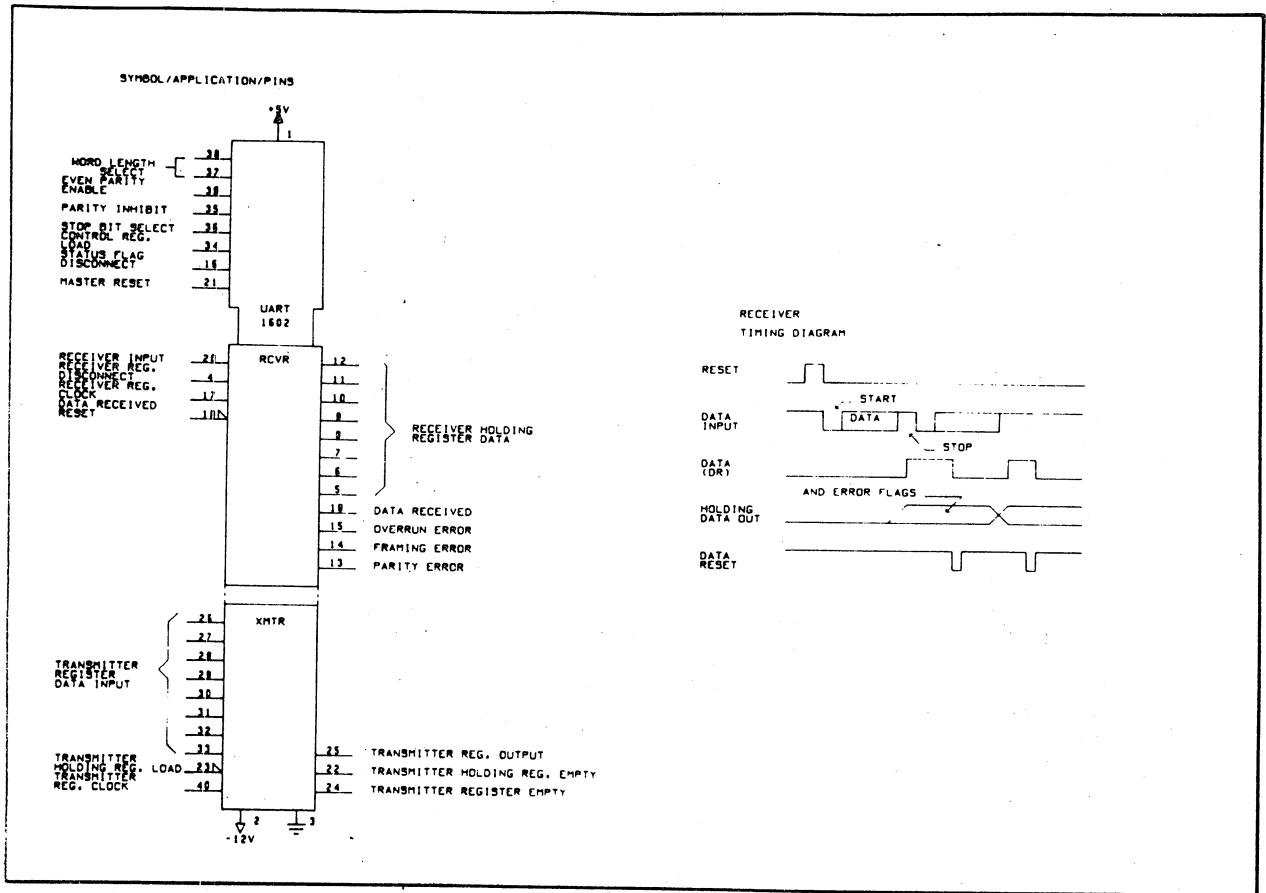 SYMBOL/APPLICATION/PINS
+5V
1
WORD LENGTH
SELECT
38
37
EVEN PARITY
ENABLE
39
PARITY INHIBIT
35
STOP BIT SELECT
36
CONTROL REG.
LOAD
34
STATUS FLAG
DISCONNECT
16
MASTER RESET
21
UART
1602
RCVR
RECEIVER INPUT
20
RECEIVER REG.
DISCONNECT
4
RECEIVER REG.
CLOCK
17
DATA RECEIVED
RESET
18
12
11
10
9
8
7
6
5
RECEIVER HOLDING
REGISTER DATA
19 DATA RECEIVED
15 OVERRUN ERROR
14 FRAMING ERROR
13 PARITY ERROR
XMTR
26
27
28
29
30
31
32
33
TRANSMITTER
REGISTER
DATA INPUT
TRANSMITTER
HOLDING REG. LOAD 23
TRANSMITTER
REG. CLOCK 40
25 TRANSMITTER REG. OUTPUT
22 TRANSMITTER HOLDING REG. EMPTY
24 TRANSMITTER REGISTER EMPTY
2
-12V
3
RECEIVER
TIMING DIAGRAM
RESET
START
DATA
INPUT
DATA
STOP
DATA
(DR)
AND ERROR FLAGS
HOLDING
DATA OUT
DATA
RESET